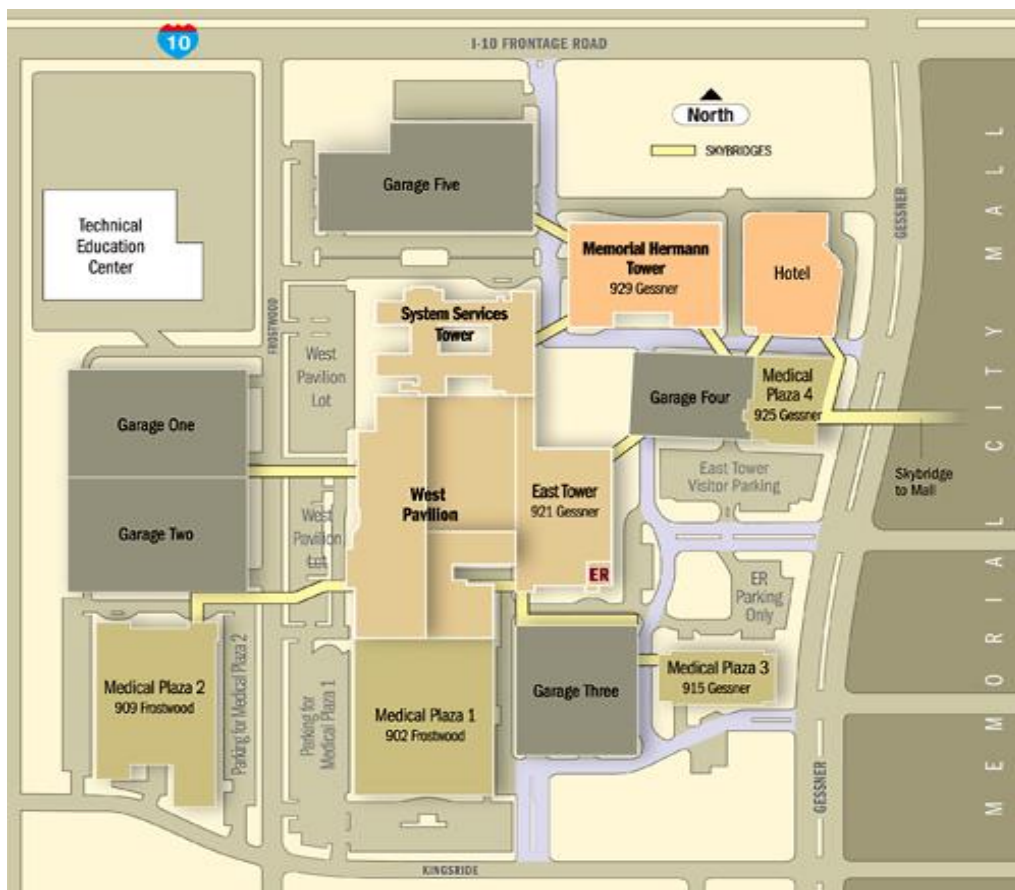 10
I-10 FRONTAGE ROAD
North
SKYBRIDGES
Garage Five
GESSNER
Technical
Education
Center
Memorial Hermann
Tower
929 Gessner
Hotel
FROSTWOOD
System Services
Tower
West
Pavilion
Lot
Garage One
Garage Four
Medical
Plaza 4
925 Gessner
Skybridge
to Mall
East Tower
Visitor Parking
West
Pavilion
East Tower
921 Gessner
Garage Two
West
Pavilion
Lot
ER
ER
Parking
Only
Medical Plaza 2
909 Frostwood
Parking for Medical Plaza 2
Parking for
Medical Plaza 1
Medical Plaza 1
902 Frostwood
Garage Three
Medical Plaza 3
915 Gessner
GESSNER
KINGSRIDE
MEMORIAL CITY MALL